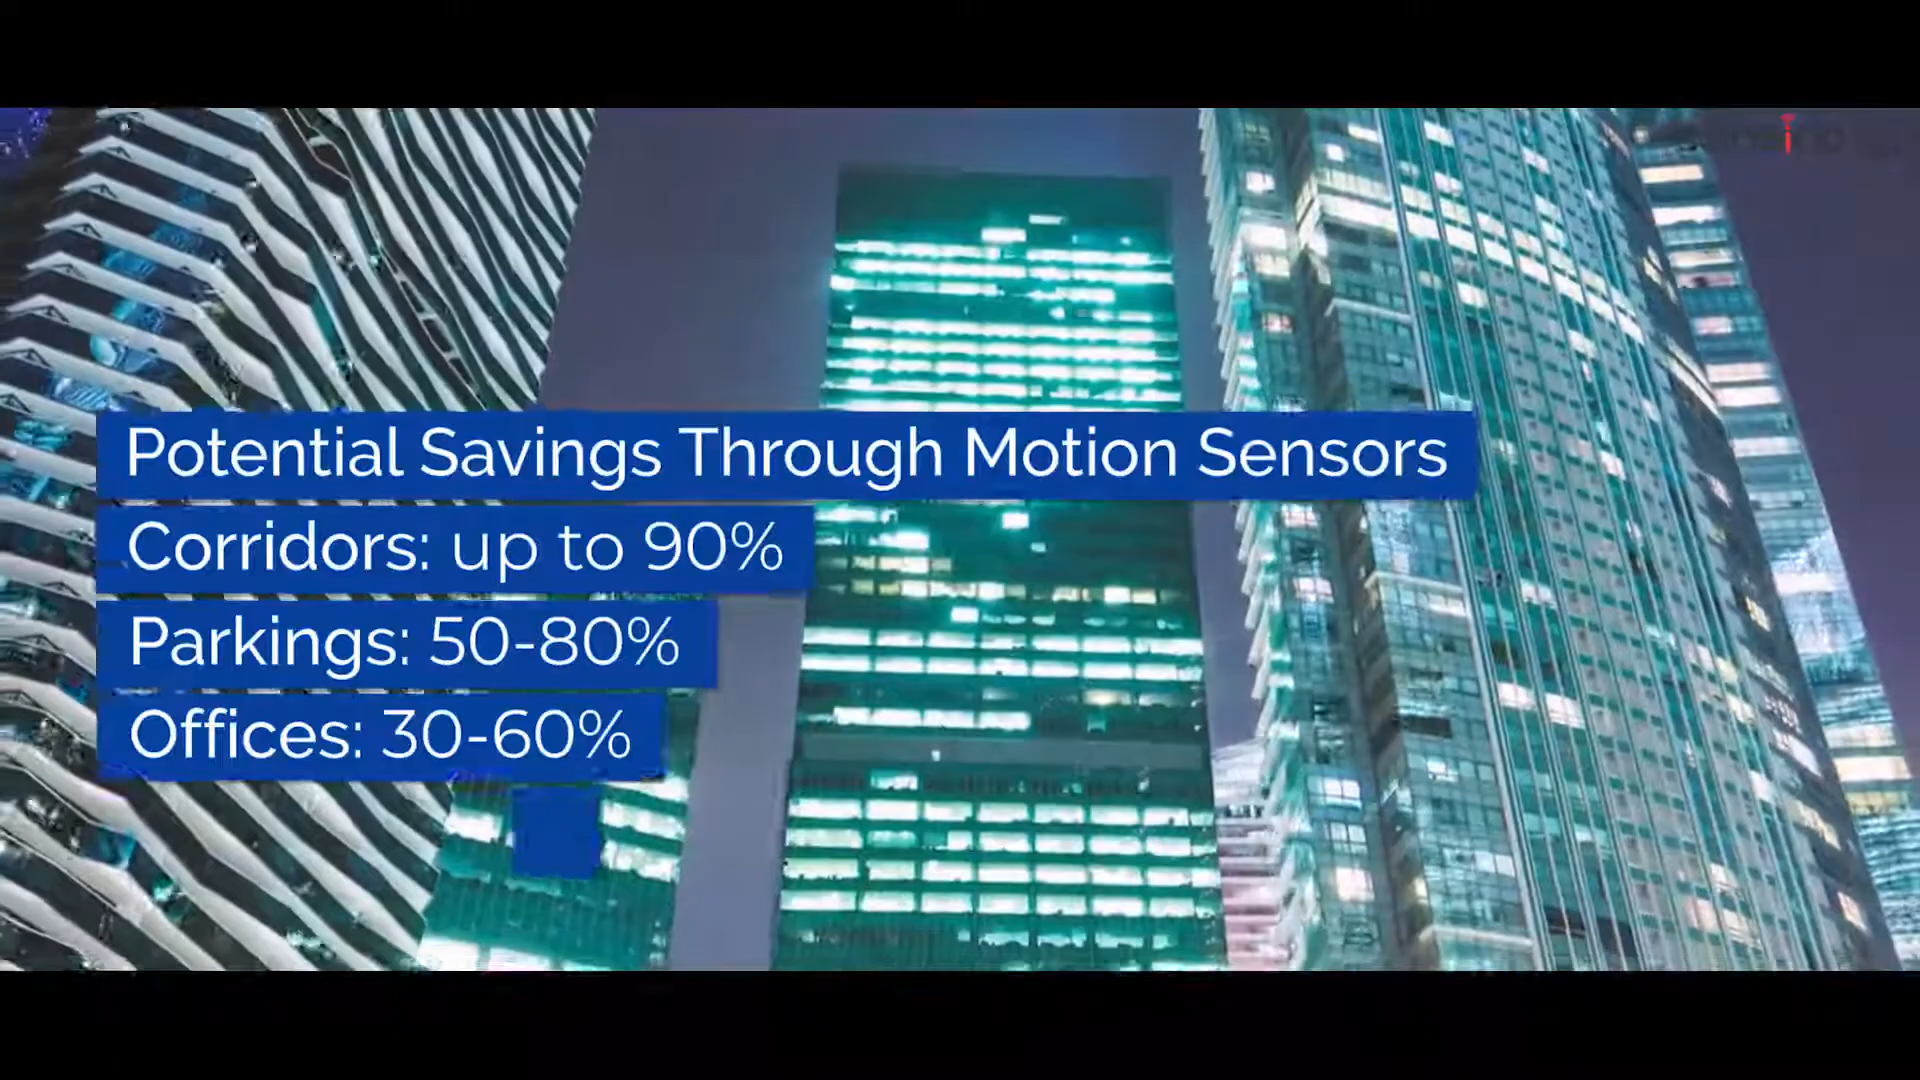 Potential Savings Through Motion Sensors
Corridors: up to 90%
Parkings: 50-80%
Offices: 30-60%